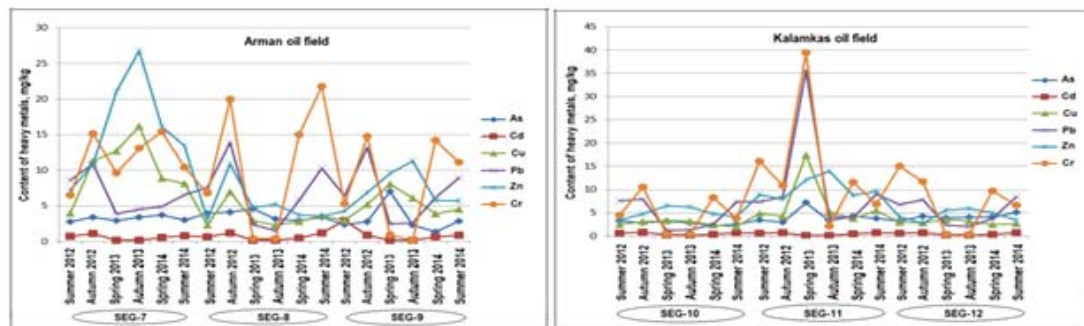 Arman oil field
Content of heavy metals, mg/kg
30
25
20
15
10
5
0
As
Cd
Cu
Pb
Zn
Cr
Summer 2012
Autumn 2012
Spring 2013
Autumn 2013
Spring 2014
Summer 2014
Summer 2012
Autumn 2012
Spring 2013
Autumn 2013
Spring 2014
Summer 2014
Summer 2012
Autumn 2012
Spring 2013
Autumn 2013
Spring 2014
Summer 2014
SEG-7
SEG-8
SEG-9
Kalamkas oil field
Content of heavy metals, mg/kg
45
40
35
30
25
20
15
10
5
0
As
Cd
Cu
Pb
Zn
Cr
Summer 2012
Autumn 2012
Spring 2013
Autumn 2013
Spring 2014
Summer 2014
Summer 2012
Autumn 2012
Spring 2013
Autumn 2013
Spring 2014
Summer 2014
Summer 2012
Autumn 2012
Spring 2013
Autumn 2013
Spring 2014
Summer 2014
SEG-10
SEG-11
SEG-12